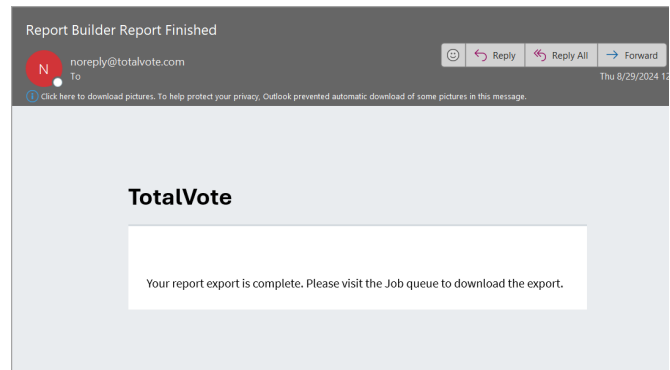 Report Builder Report Finished
N
noreply@totalvote.com
To
Reply
Reply All
Forward
Thu 8/29/2024 12
Click here to download pictures. To help protect your privacy, Outlook prevented automatic download of some pictures in this message.
TotalVote
Your report export is complete. Please visit the Job queue to download the export.